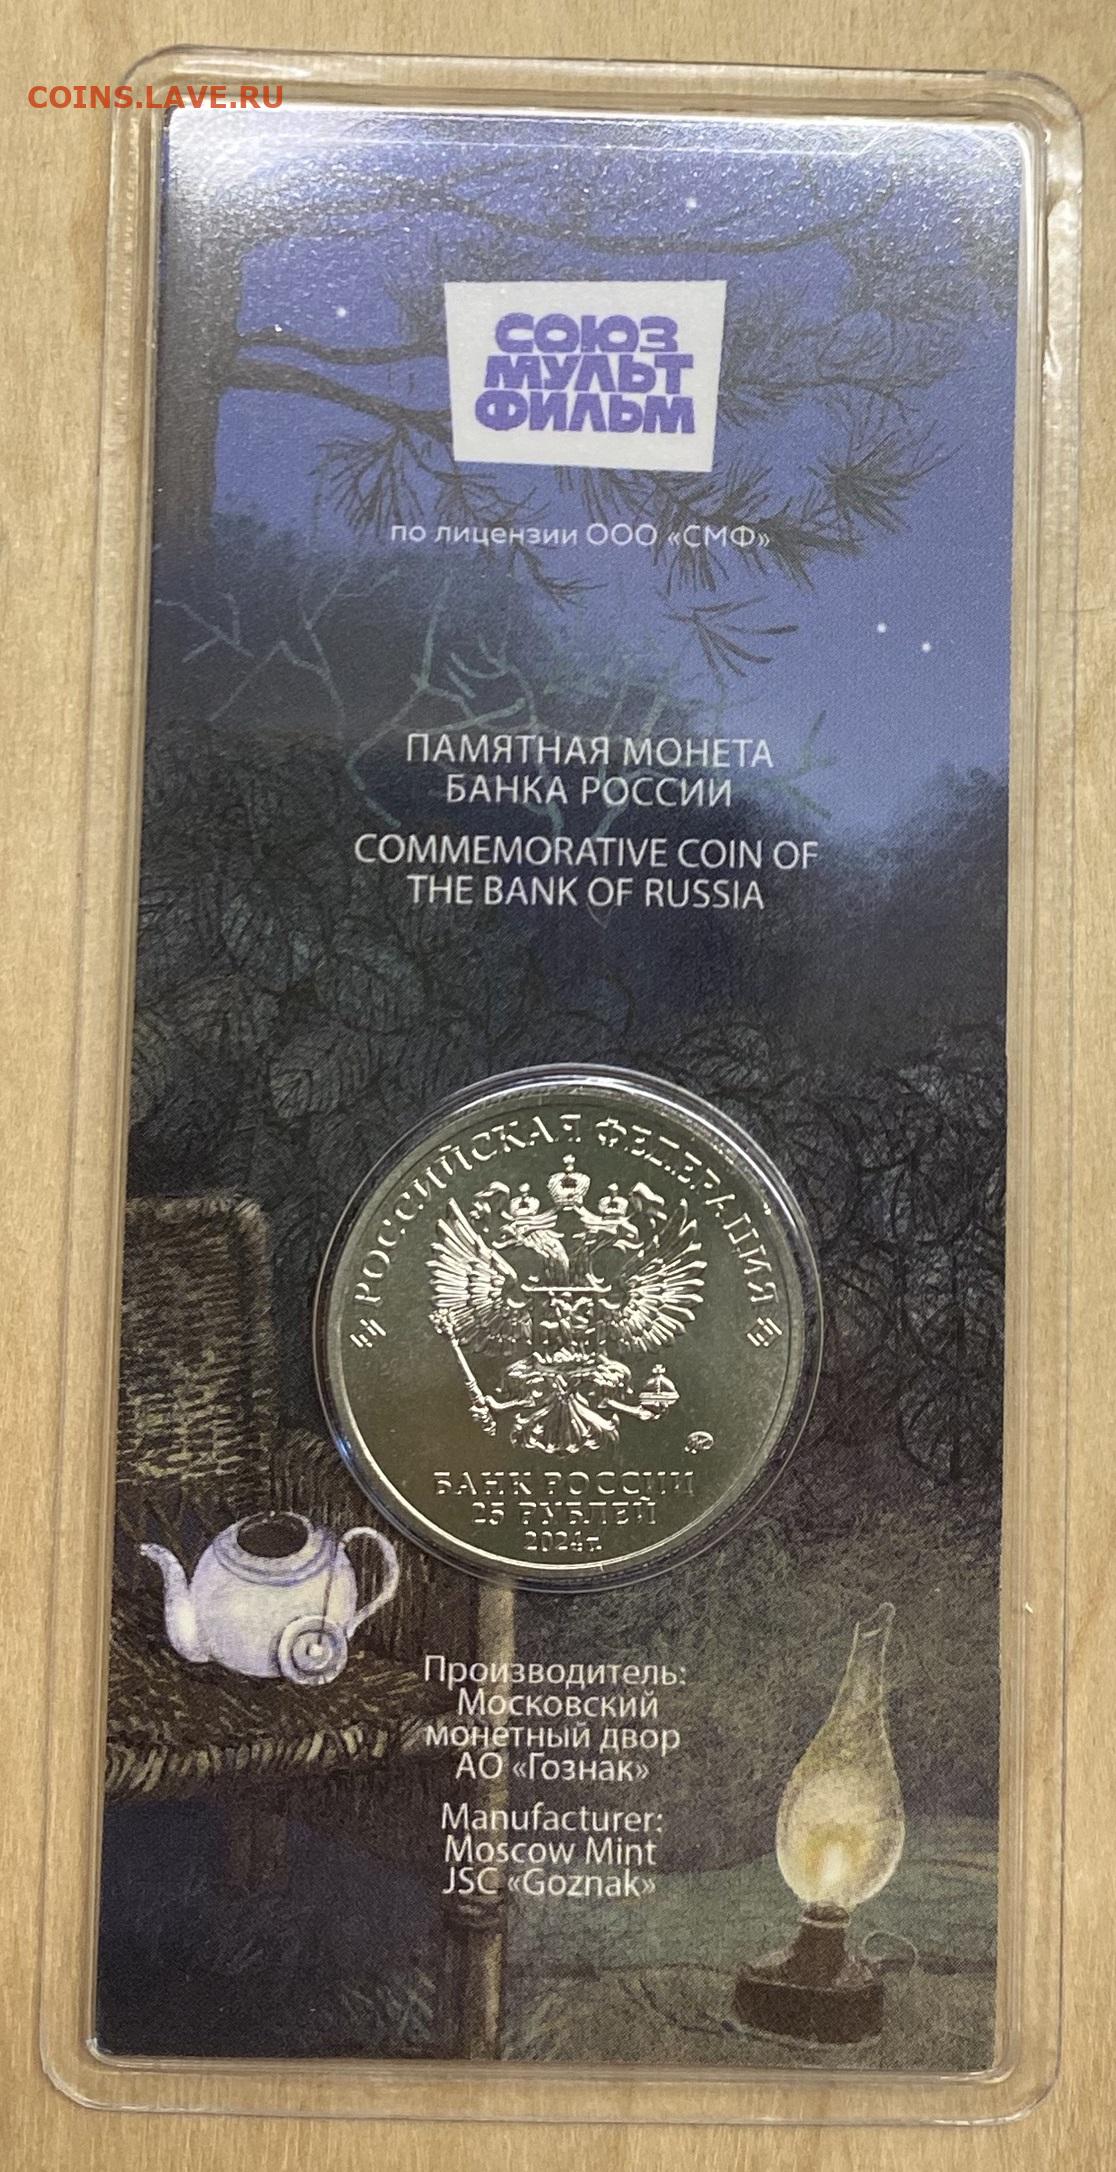 COINS.LAVE.RU
СОЮЗ
МУЛЬТ
ФИЛЬМ
по лицензии ООО «СМФ»
ПАМЯТНАЯ МОНЕТА
БАНКА РОССИИ
COMMEMORATIVE COIN OF
THE BANK OF RUSSIA
РОССИЙСКАЯ ФЕДЕРАЦИЯ
БАНК РОССИИ
25 РУБЛЕЙ
2024 г.
Производитель:
Московский
монетный двор
АО «Гознак»
Manufacturer:
Moscow Mint
JSC «Goznak»